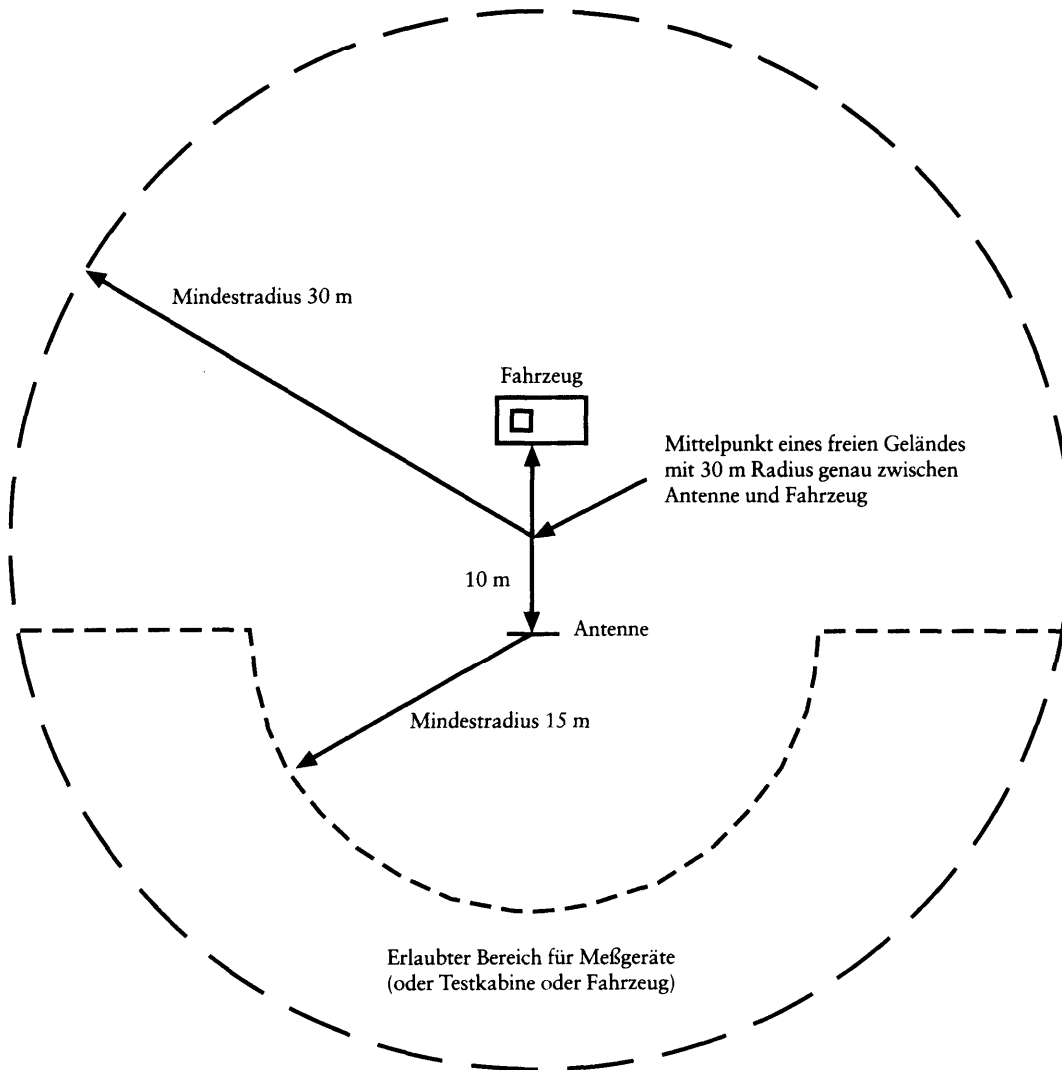 Mindestradius 30 m
Fahrzeug
Mittelpunkt eines freien Geländes
mit 30 m Radius genau zwischen
Antenne und Fahrzeug
10 m
Antenne
Mindestradius 15 m
Erlaubter Bereich für Meßgeräte
(oder Testkabine oder Fahrzeug)